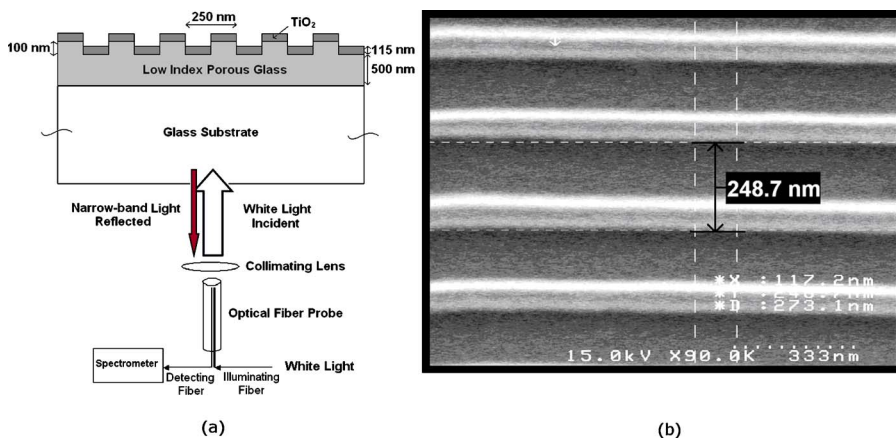 250 nm
TiO2
100 nm
115 nm
Low Index Porous Glass
500 nm
Glass Substrate
Narrow-band Light
Reflected
White Light
Incident
Collimating Lens
Optical Fiber Probe
Spectrometer
White Light
Detecting
Fiber
Illuminating
Fiber
(a)
248.7 nm
*X :117.2nm
*D :273.1nm
15.0kV X90.0K 333nm
(b)